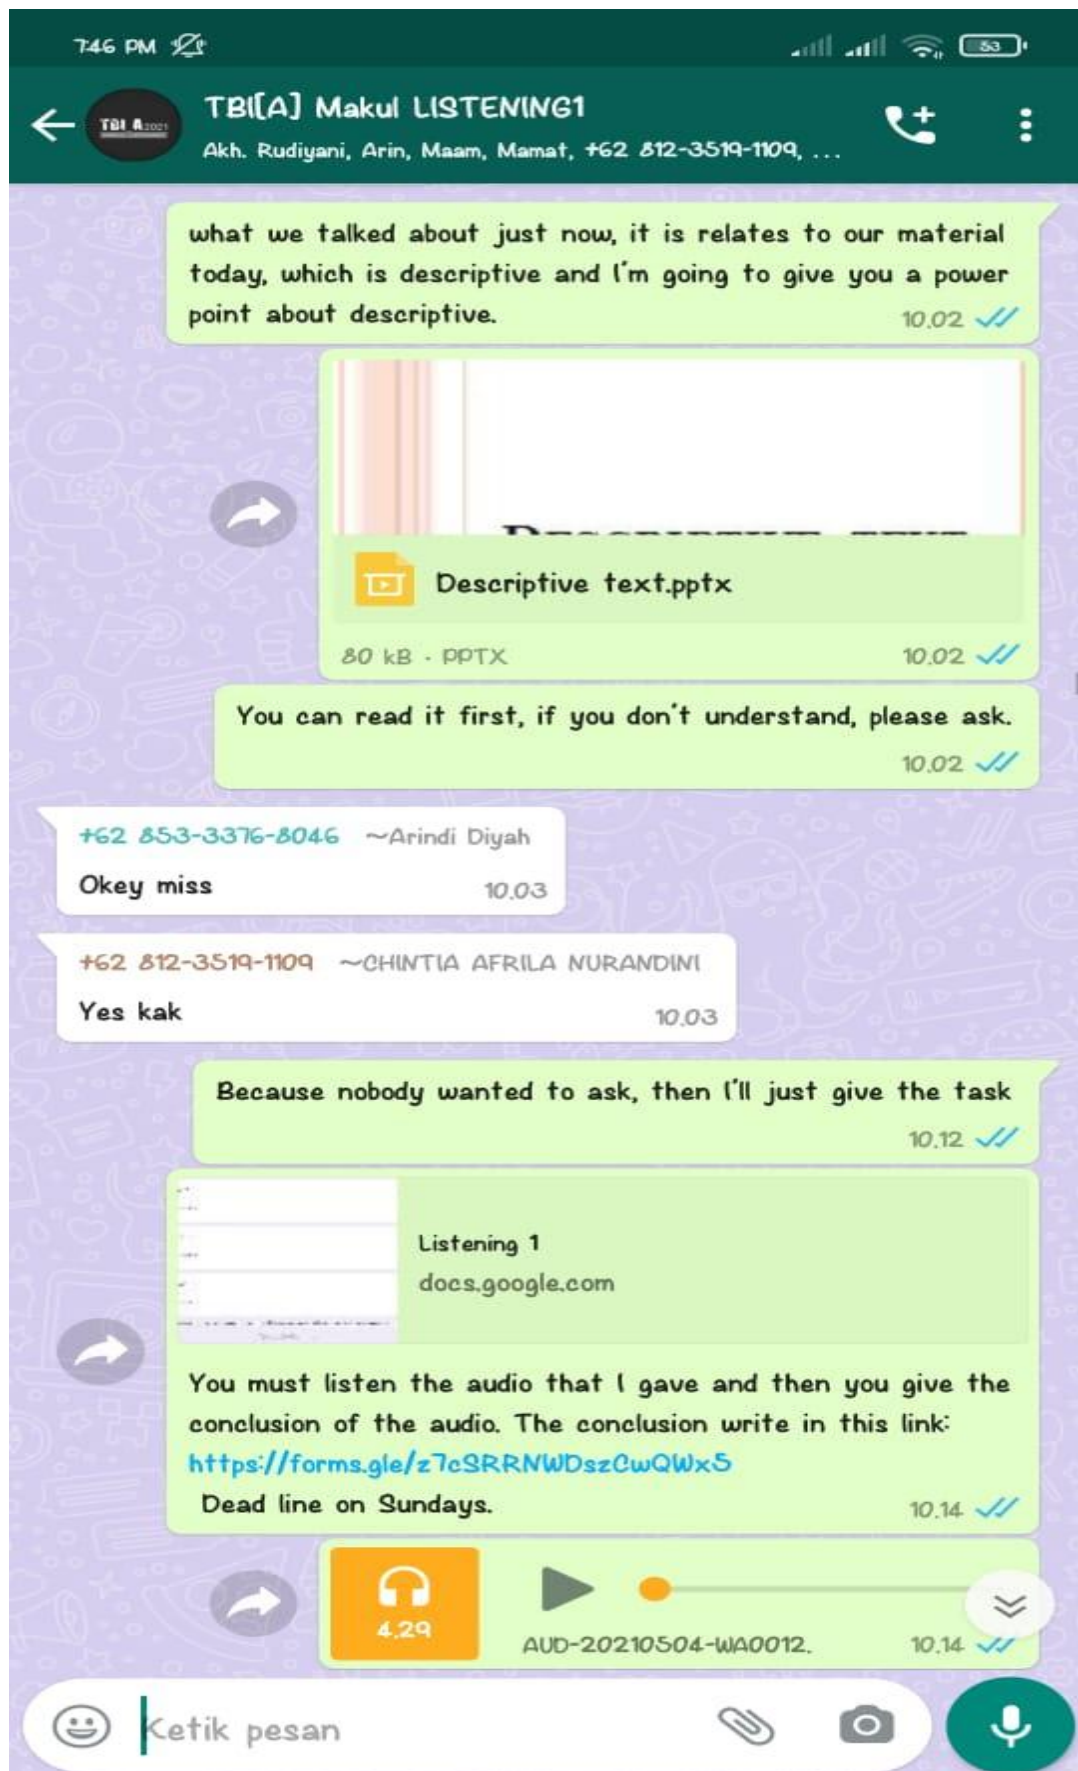 7:46 PM
53
TBI A 2021
TBI[A] Makul LISTENING1
Akh. Rudiyani, Arin, Maam, Mamat, +62 812-3519-1109, ...
what we talked about just now, it is relates to our material
today, which is descriptive and I'm going to give you a power
point about descriptive.
10.02
DESCRIPTIVE TEXT
Descriptive text.pptx
80 kB · PPTX
10.02
You can read it first, if you don't understand, please ask.
10.02
+62 853-3376-8046 ~Arindi Diyah
Okey miss
10.03
+62 812-3519-1109 ~CHINTIA AFRILA NURANDINI
Yes kak
10.03
Because nobody wanted to ask, then I'll just give the task
10.12
Listening 1
docs.google.com
You must listen the audio that I gave and then you give the
conclusion of the audio. The conclusion write in this link:
https://forms.gle/z7cSRRNWDszCwQWx5
Dead line on Sundays.
10.14
4.29
AUD-20210504-WA0012.
10.14
Ketik pesan